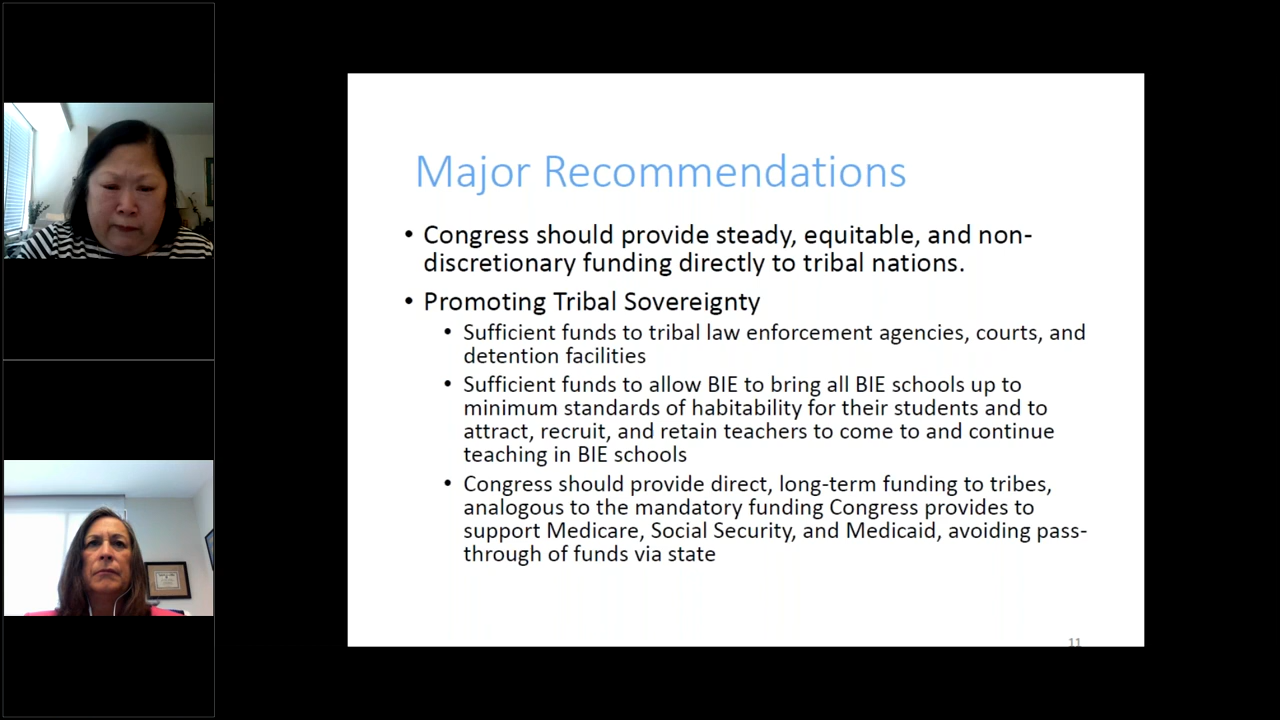 Major Recommendations
• Congress should provide steady, equitable, and non-
discretionary funding directly to tribal nations.
• Promoting Tribal Sovereignty
• Sufficient funds to tribal law enforcement agencies, courts, and
detention facilities
• Sufficient funds to allow BIE to bring all BIE schools up to
minimum standards of habitability for their students and to
attract, recruit, and retain teachers to come to and continue
teaching in BIE schools
• Congress should provide direct, long-term funding to tribes,
analogous to the mandatory funding Congress provides to
support Medicare, Social Security, and Medicaid, avoiding pass-
through of funds via state
11